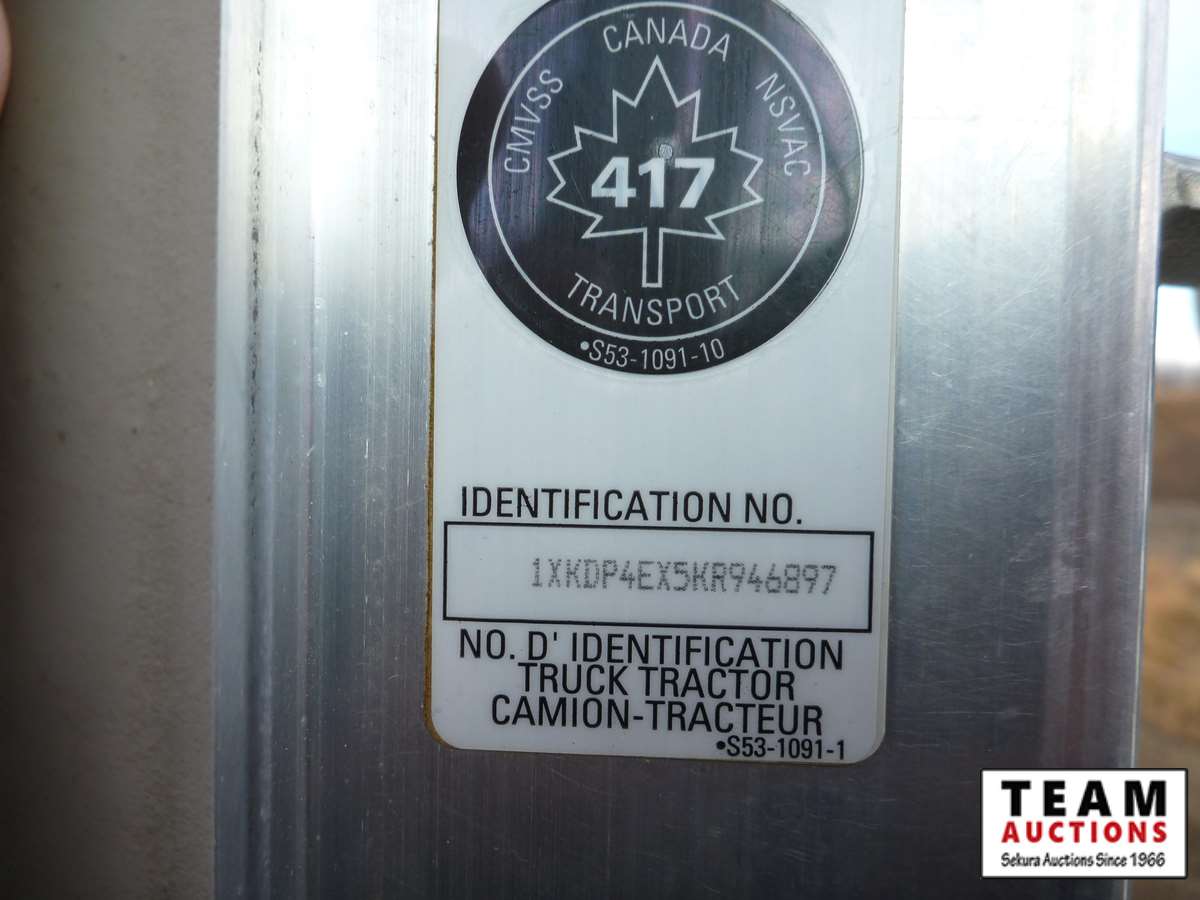 CANADA
CMVSS
NSVAC
417
TRANSPORT
•S53-1091-10
IDENTIFICATION NO.
1XKDP4EX5KR946897
NO. D' IDENTIFICATION
TRUCK TRACTOR
CAMION-TRACTEUR
•S53-1091-1
TEAM
AUCTIONS
Sekura Auctions Since 1966